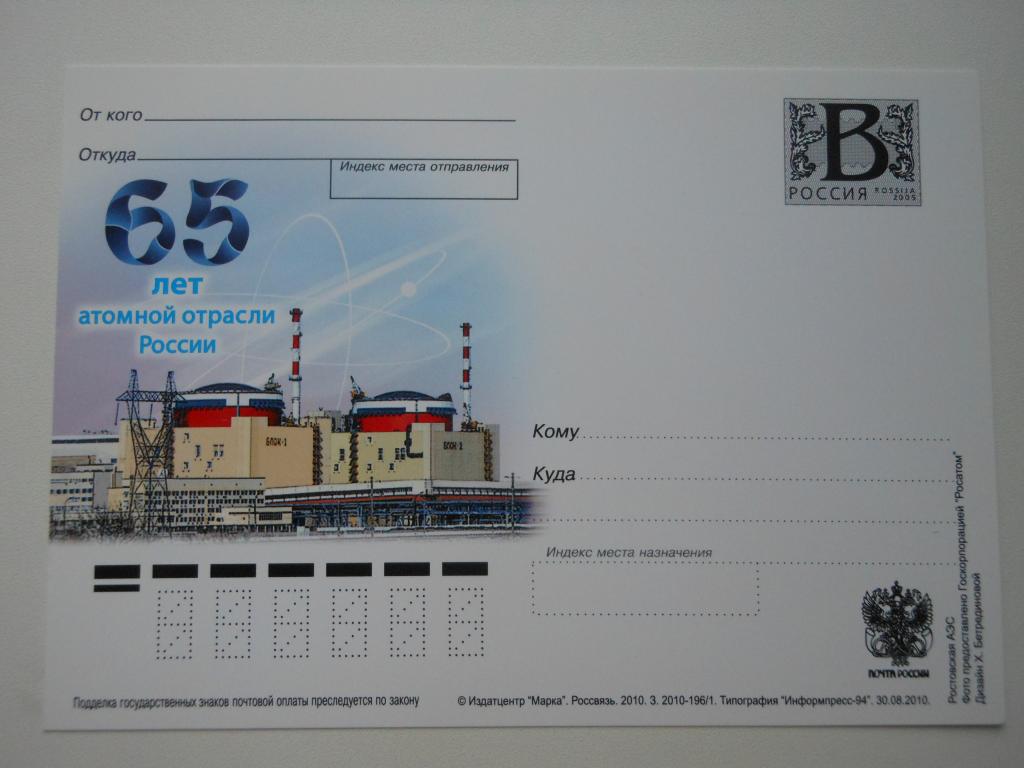 От кого
Откуда
Индекс места отправления
65
лет
атомной отрасли
России
БЛОК-1
B
РОССИЯ
ROSSIJA
2005
Кому
Куда
Индекс места назначения
ПОЧТА РОССИИ
Ростовская АЭС
Фото предоставлено Госкорпорацией "Росатом"
Дизайн Х. Бетрединовой
Подделка государственных знаков почтовой оплаты преследуется по закону
© Издатцентр "Марка". Россвязь. 2010. З. 2010-196/1. Типография "Информпресс-94". 30.08.2010.